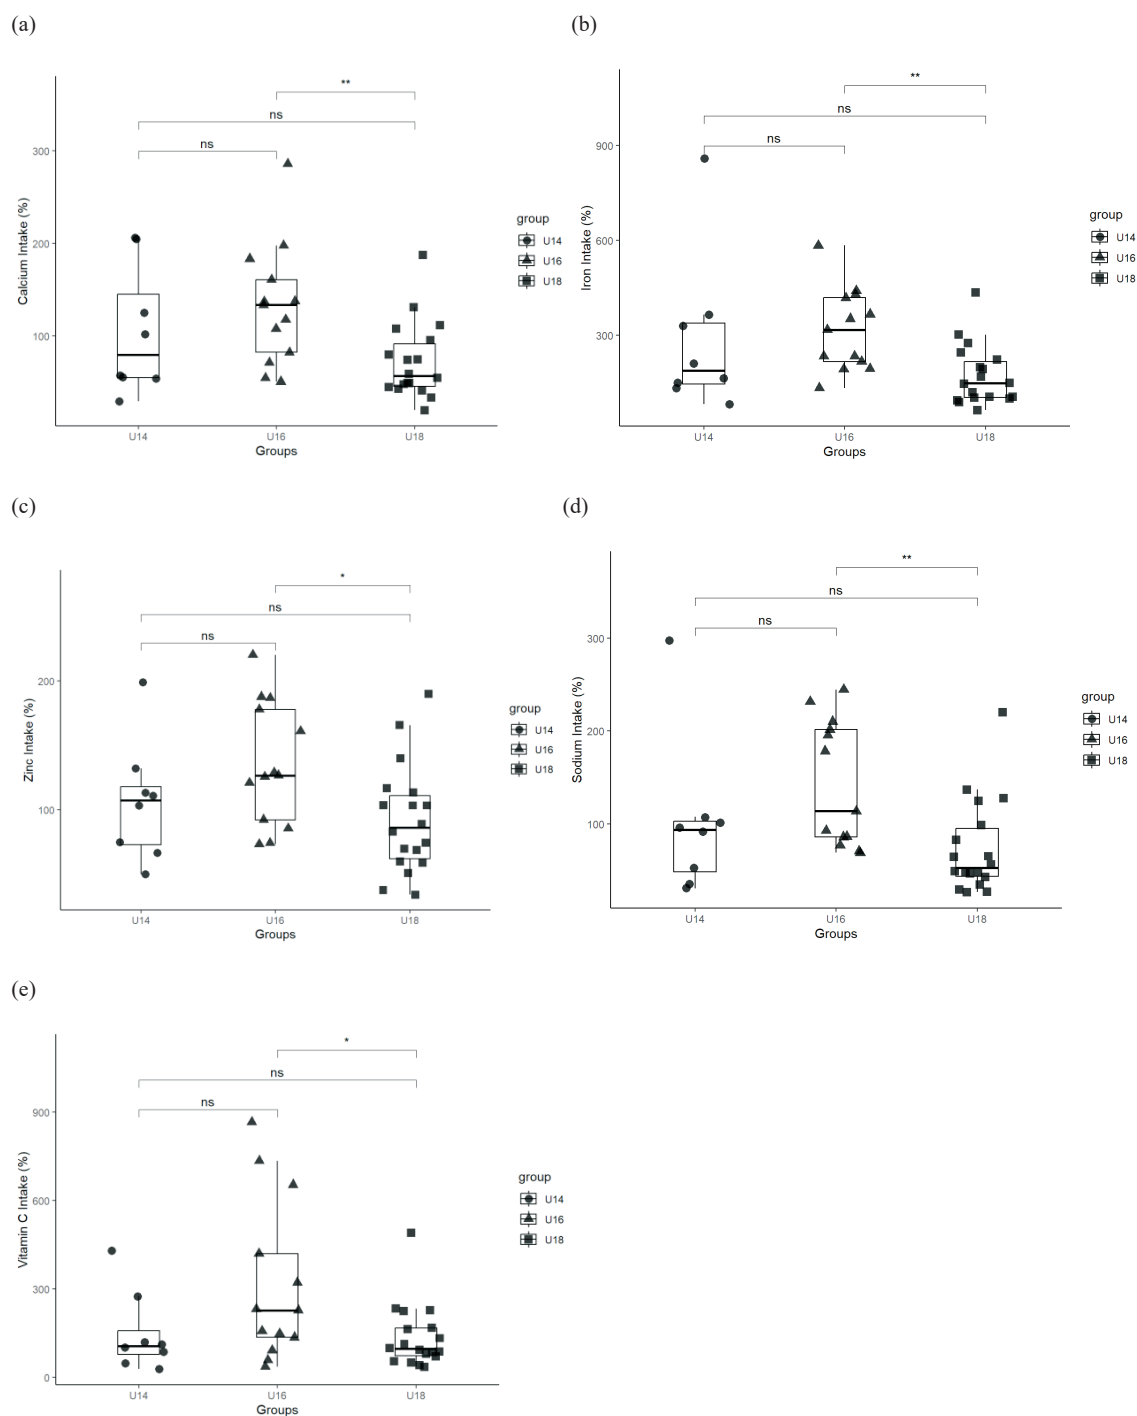 (a)
**
ns
ns
300
200
100
Calcium Intake (%)
U14
U16
U18
Groups
group
U14
U16
U18
(b)
**
ns
ns
900
600
300
Iron Intake (%)
U14
U16
U18
Groups
group
U14
U16
U18
(c)
*
ns
ns
200
100
Zinc Intake (%)
U14
U16
U18
Groups
group
U14
U16
U18
(d)
**
ns
ns
300
200
100
Sodium Intake (%)
U14
U16
U18
Groups
group
U14
U16
U18
(e)
*
ns
ns
900
600
300
0
Vitamin C Intake (%)
U14
U16
U18
Groups
group
U14
U16
U18